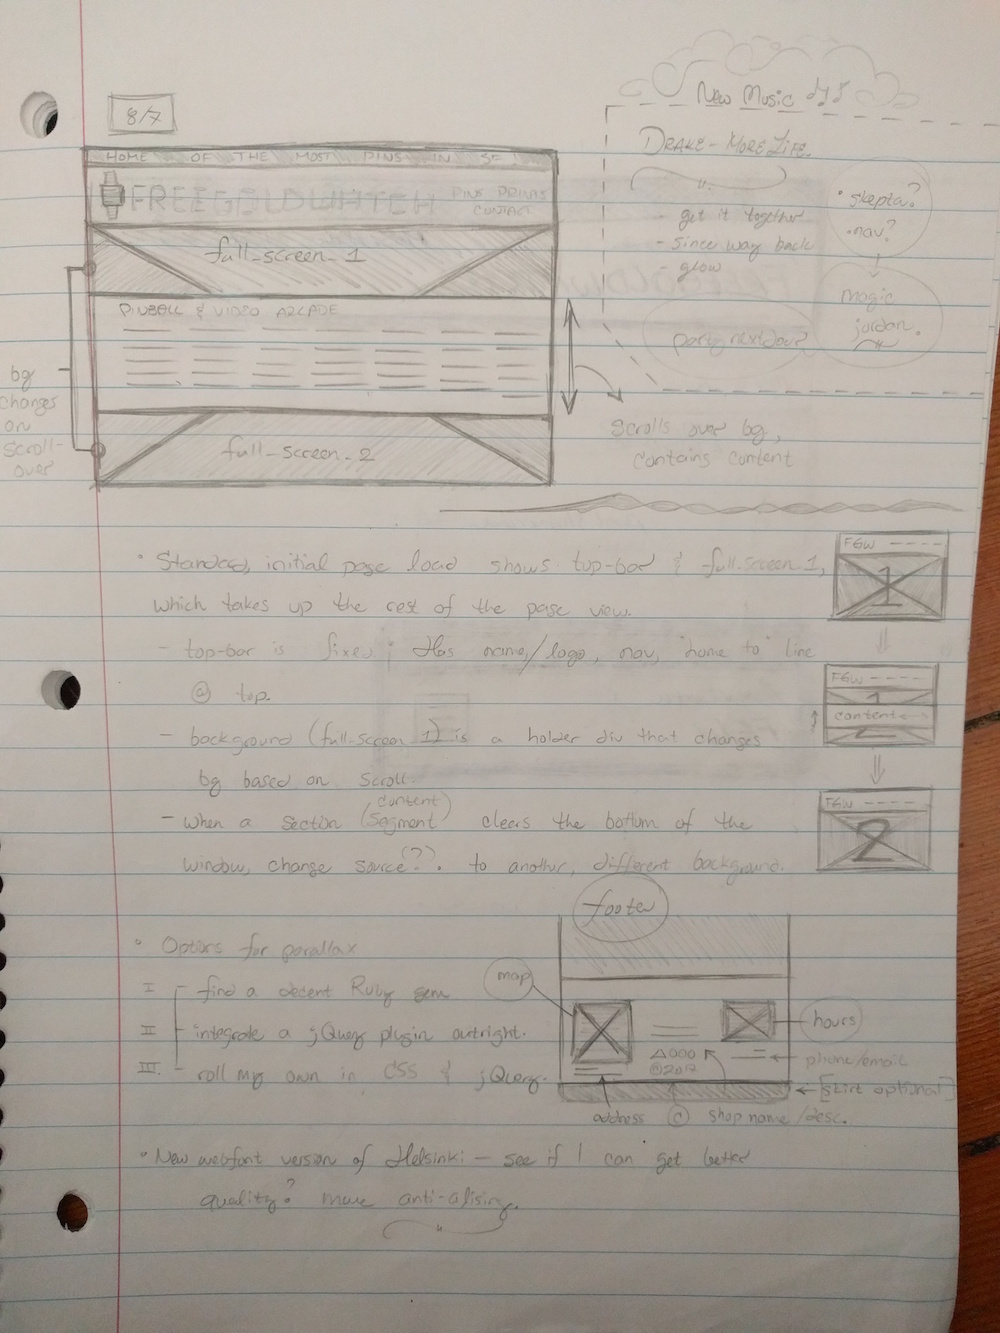 8/7
HOME OF THE MOST PINS IN SF!
FREEGOLDWATCH
PINS PRINTS
CONTACT
full_screen_1
PINBALL & VIDEO ARCADE
full_screen_2
bg
changes
on
scroll-
over
New Music
DRAKE - MORE LIFE
- get it together
- since way back
- glow
• skepta?
• nav?
magic
jordan.
partynextdoor
Scrolls over bg,
contains content
• Standard, initial page load shows top-bar & full-screen 1,
which takes up the rest of the page view.
- top-bar is fixed; Has name/logo, nav, 'home to' line
@ top.
- background (full-screen 1) is a holder div that changes
bg based on scroll.
content
- When a section (segment) clears the bottom of the
window, change source(?). to another, different background.
FGW
1
FGW
content
FGW
2
• Options for parallax
I - find a decent Ruby gem
II - integrate a jQuery plugin outright.
III. roll my own in CSS & jQuery.
footer
map
hours
phone/email
[skirt optional]
address © shop name/desc.
• New webfont version of Helsinki - see if I can get better
quality? more anti-alising.